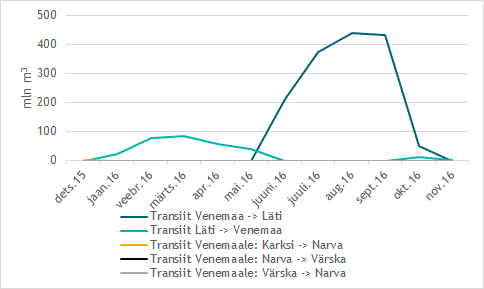 500
400
300
200
100
0
mln m³
dets.15
jaan.16
veebr.16
märts.16
apr.16
mai.16
juuni.16
juuli.16
aug.16
sept.16
okt.16
nov.16
Transiit Venemaa -> Läti
Transiit Läti -> Venemaa
Transiit Venemaale: Karksi -> Narva
Transiit Venemaale: Narva -> Värska
Transiit Venemaale: Värska -> Narva